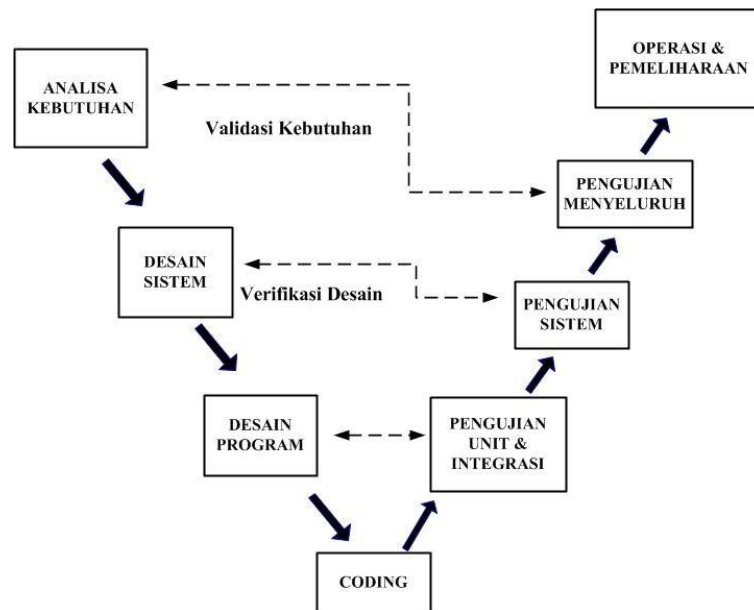 OPERASI &
PEMELIHARAAN
ANALISA
KEBUTUHAN
Validasi Kebutuhan
PENGUJIAN
MENYELURUH
DESAIN
SISTEM
Verifikasi Desain
PENGUJIAN
SISTEM
DESAIN
PROGRAM
PENGUJIAN
UNIT &
INTEGRASI
CODING